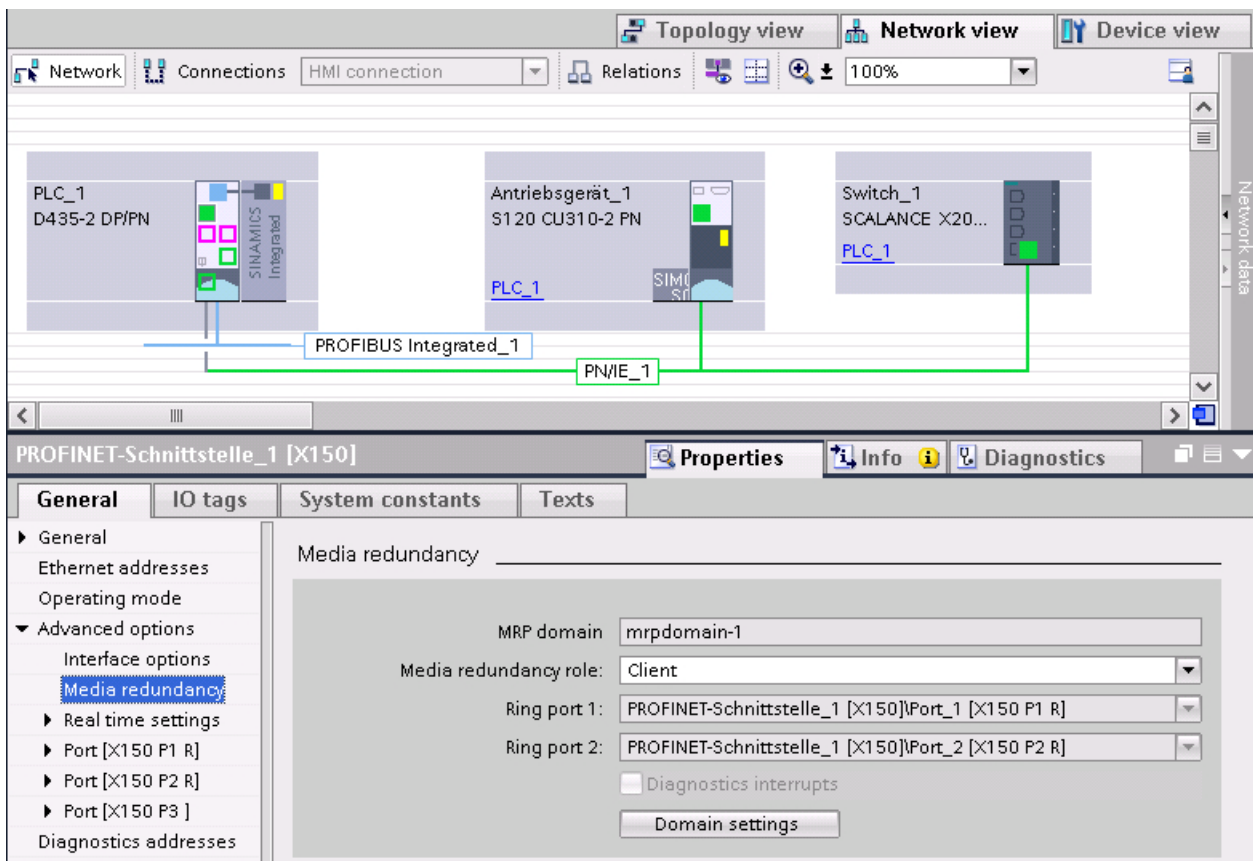 Topology view
Network view
Device view
Network
Connections
HMI connection
Relations
100%
PLC_1
D435-2 DP/PN
SINAMICS
Integrated
Antriebsgerät_1
S120 CU310-2 PN
PLC_1
Switch_1
SCALANCE X20...
PLC_1
Network data
PROFIBUS Integrated_1
PN/IE_1
PROFINET-Schnittstelle_1 [X150]
Properties
Info
Diagnostics
General
IO tags
System constants
Texts
General
Ethernet addresses
Operating mode
Advanced options
Interface options
Media redundancy
Real time settings
Port [X150 P1 R]
Port [X150 P2 R]
Port [X150 P3 ]
Diagnostics addresses
Media redundancy
MRP domain mrpdomain-1
Media redundancy role: Client
Ring port 1: PROFINET-Schnittstelle_1 [X150]\Port_1 [X150 P1 R]
Ring port 2: PROFINET-Schnittstelle_1 [X150]\Port_2 [X150 P2 R]
Diagnostics interrupts
Domain settings